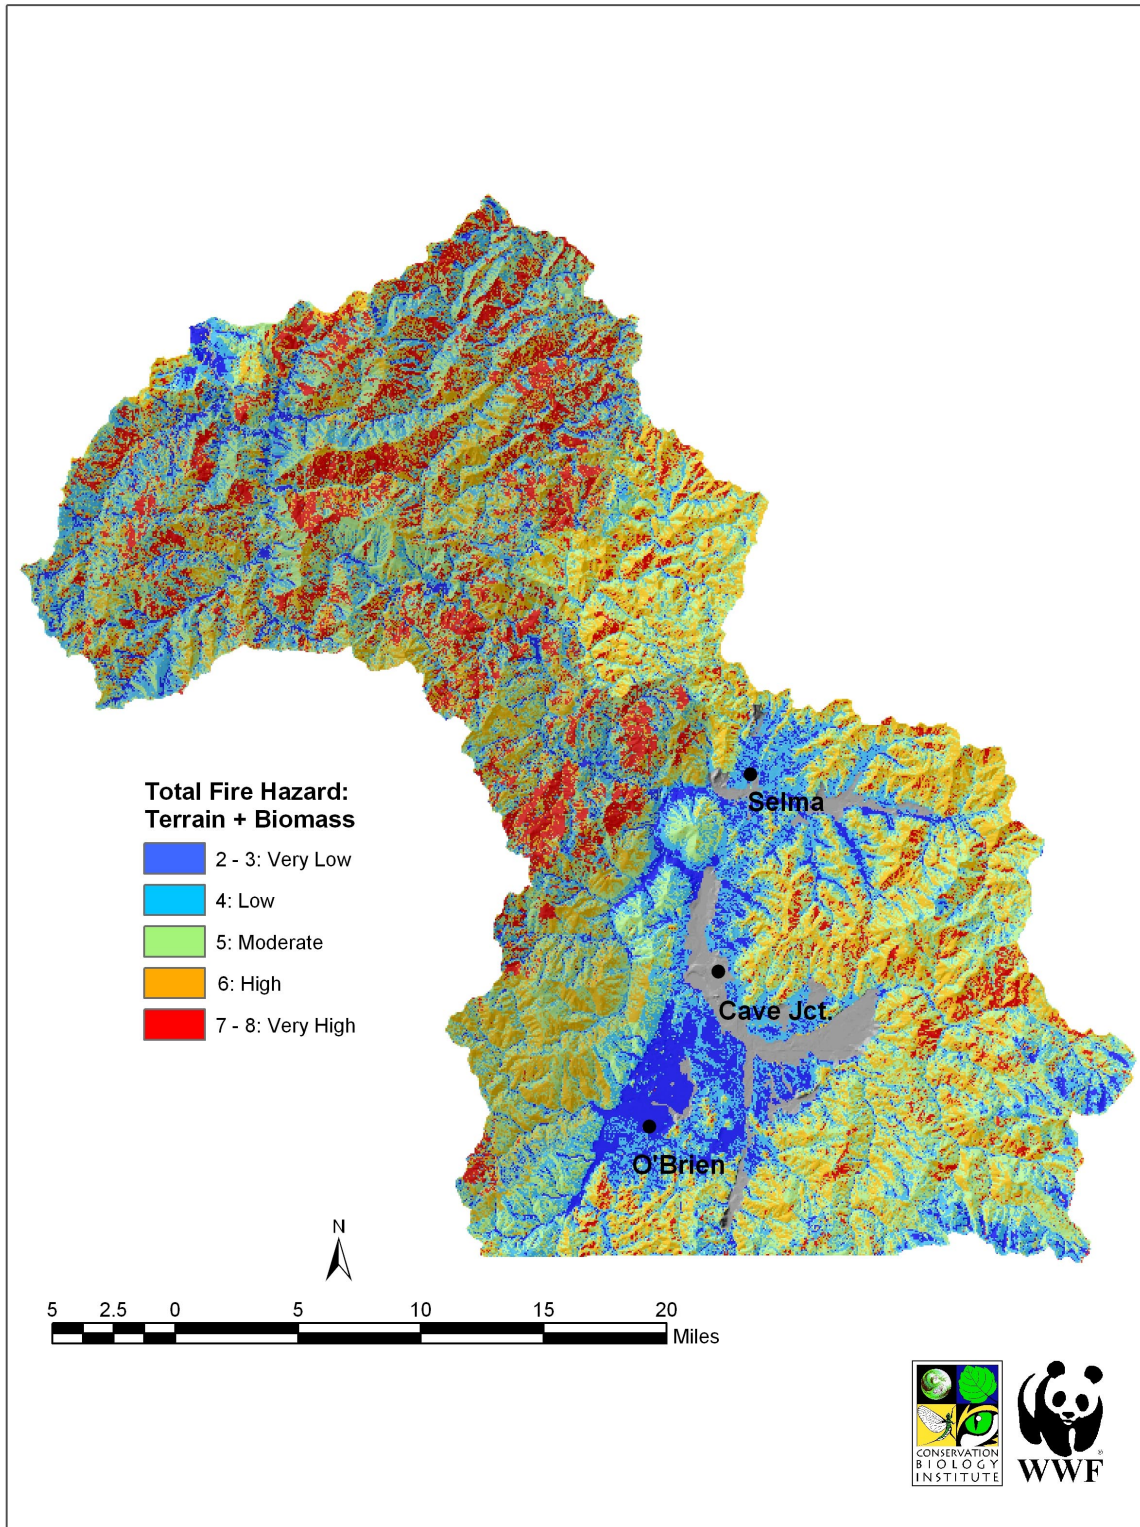 Selma
Total Fire Hazard:
Terrain + Biomass
2 - 3: Very Low
4: Low
5: Moderate
6: High
7 - 8: Very High
Cave Jct.
O'Brien
N
5 2.5 0 5 10 15 20
Miles
CONSERVATION
BIOLOGY
INSTITUTE
®
WWF